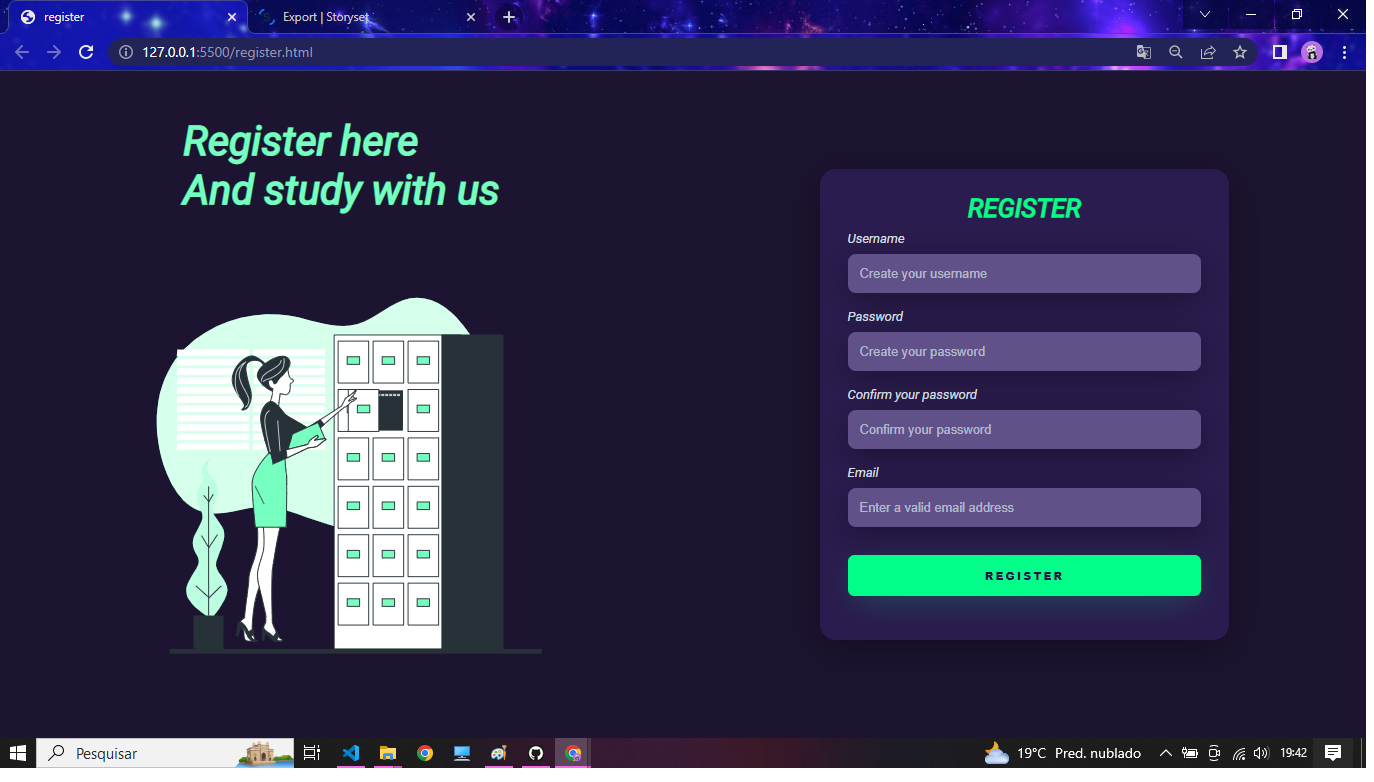 register
Export | Storyset
127.0.0.1:5500/register.html
Register here
And study with us
REGISTER
Username
Create your username
Password
Create your password
Confirm your password
Confirm your password
Email
Enter a valid email address
REGISTER
Pesquisar
19°C Pred. nublado
19:42